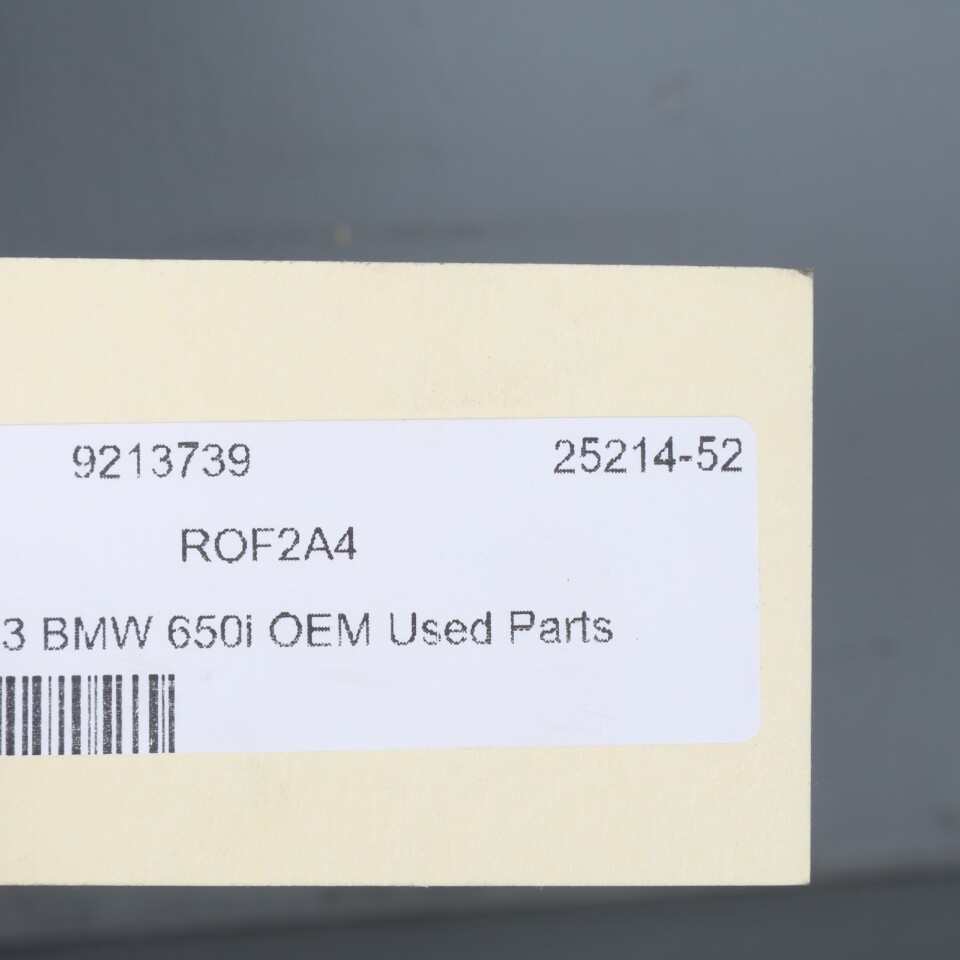 9213739 25214-52
ROF2A4
3 BMW 650i OEM Used Parts